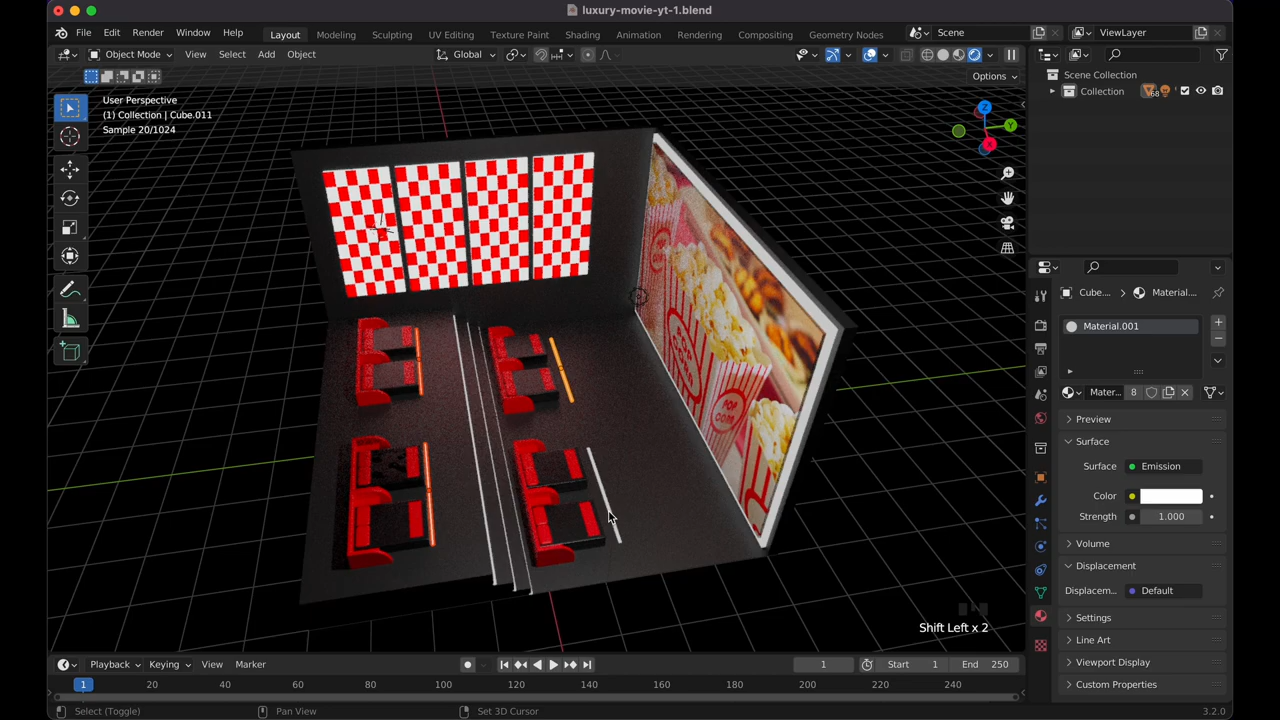 luxury-movie-yt-1.blend
File Edit Render Window Help Layout Modeling Sculpting UV Editing Texture Paint Shading Animation Rendering Compositing Geometry Nodes Scene ViewLayer
Object Mode View Select Add Object Global
Options
User Perspective
(1) Collection | Cube.011
Sample 20/1024
Z
Y
X
Scene Collection
Collection 68
Cube.... Material....
Material.001
Mater... 8
Preview
Surface
Surface Emission
Color
Strength 1.000
Volume
Displacement
Displacem... Default
Settings
Line Art
Viewport Display
Custom Properties
POP CORN
POP CORN
Shift Left x 2
Playback Keying View Marker 1 Start 1 End 250
1 20 40 60 80 100 120 140 160 180 200 220 240
Select (Toggle) Pan View Set 3D Cursor 3.2.0